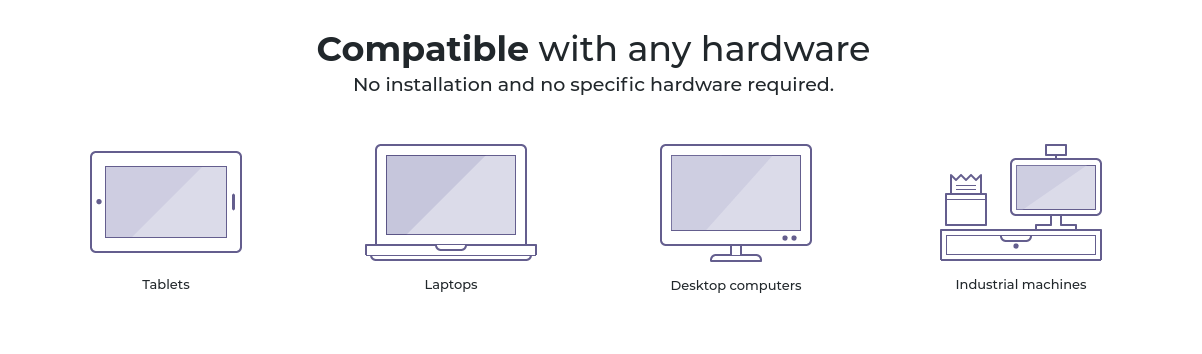 Compatible with any hardware
No installation and no specific hardware required.
Tablets
Laptops
Desktop computers
Industrial machines